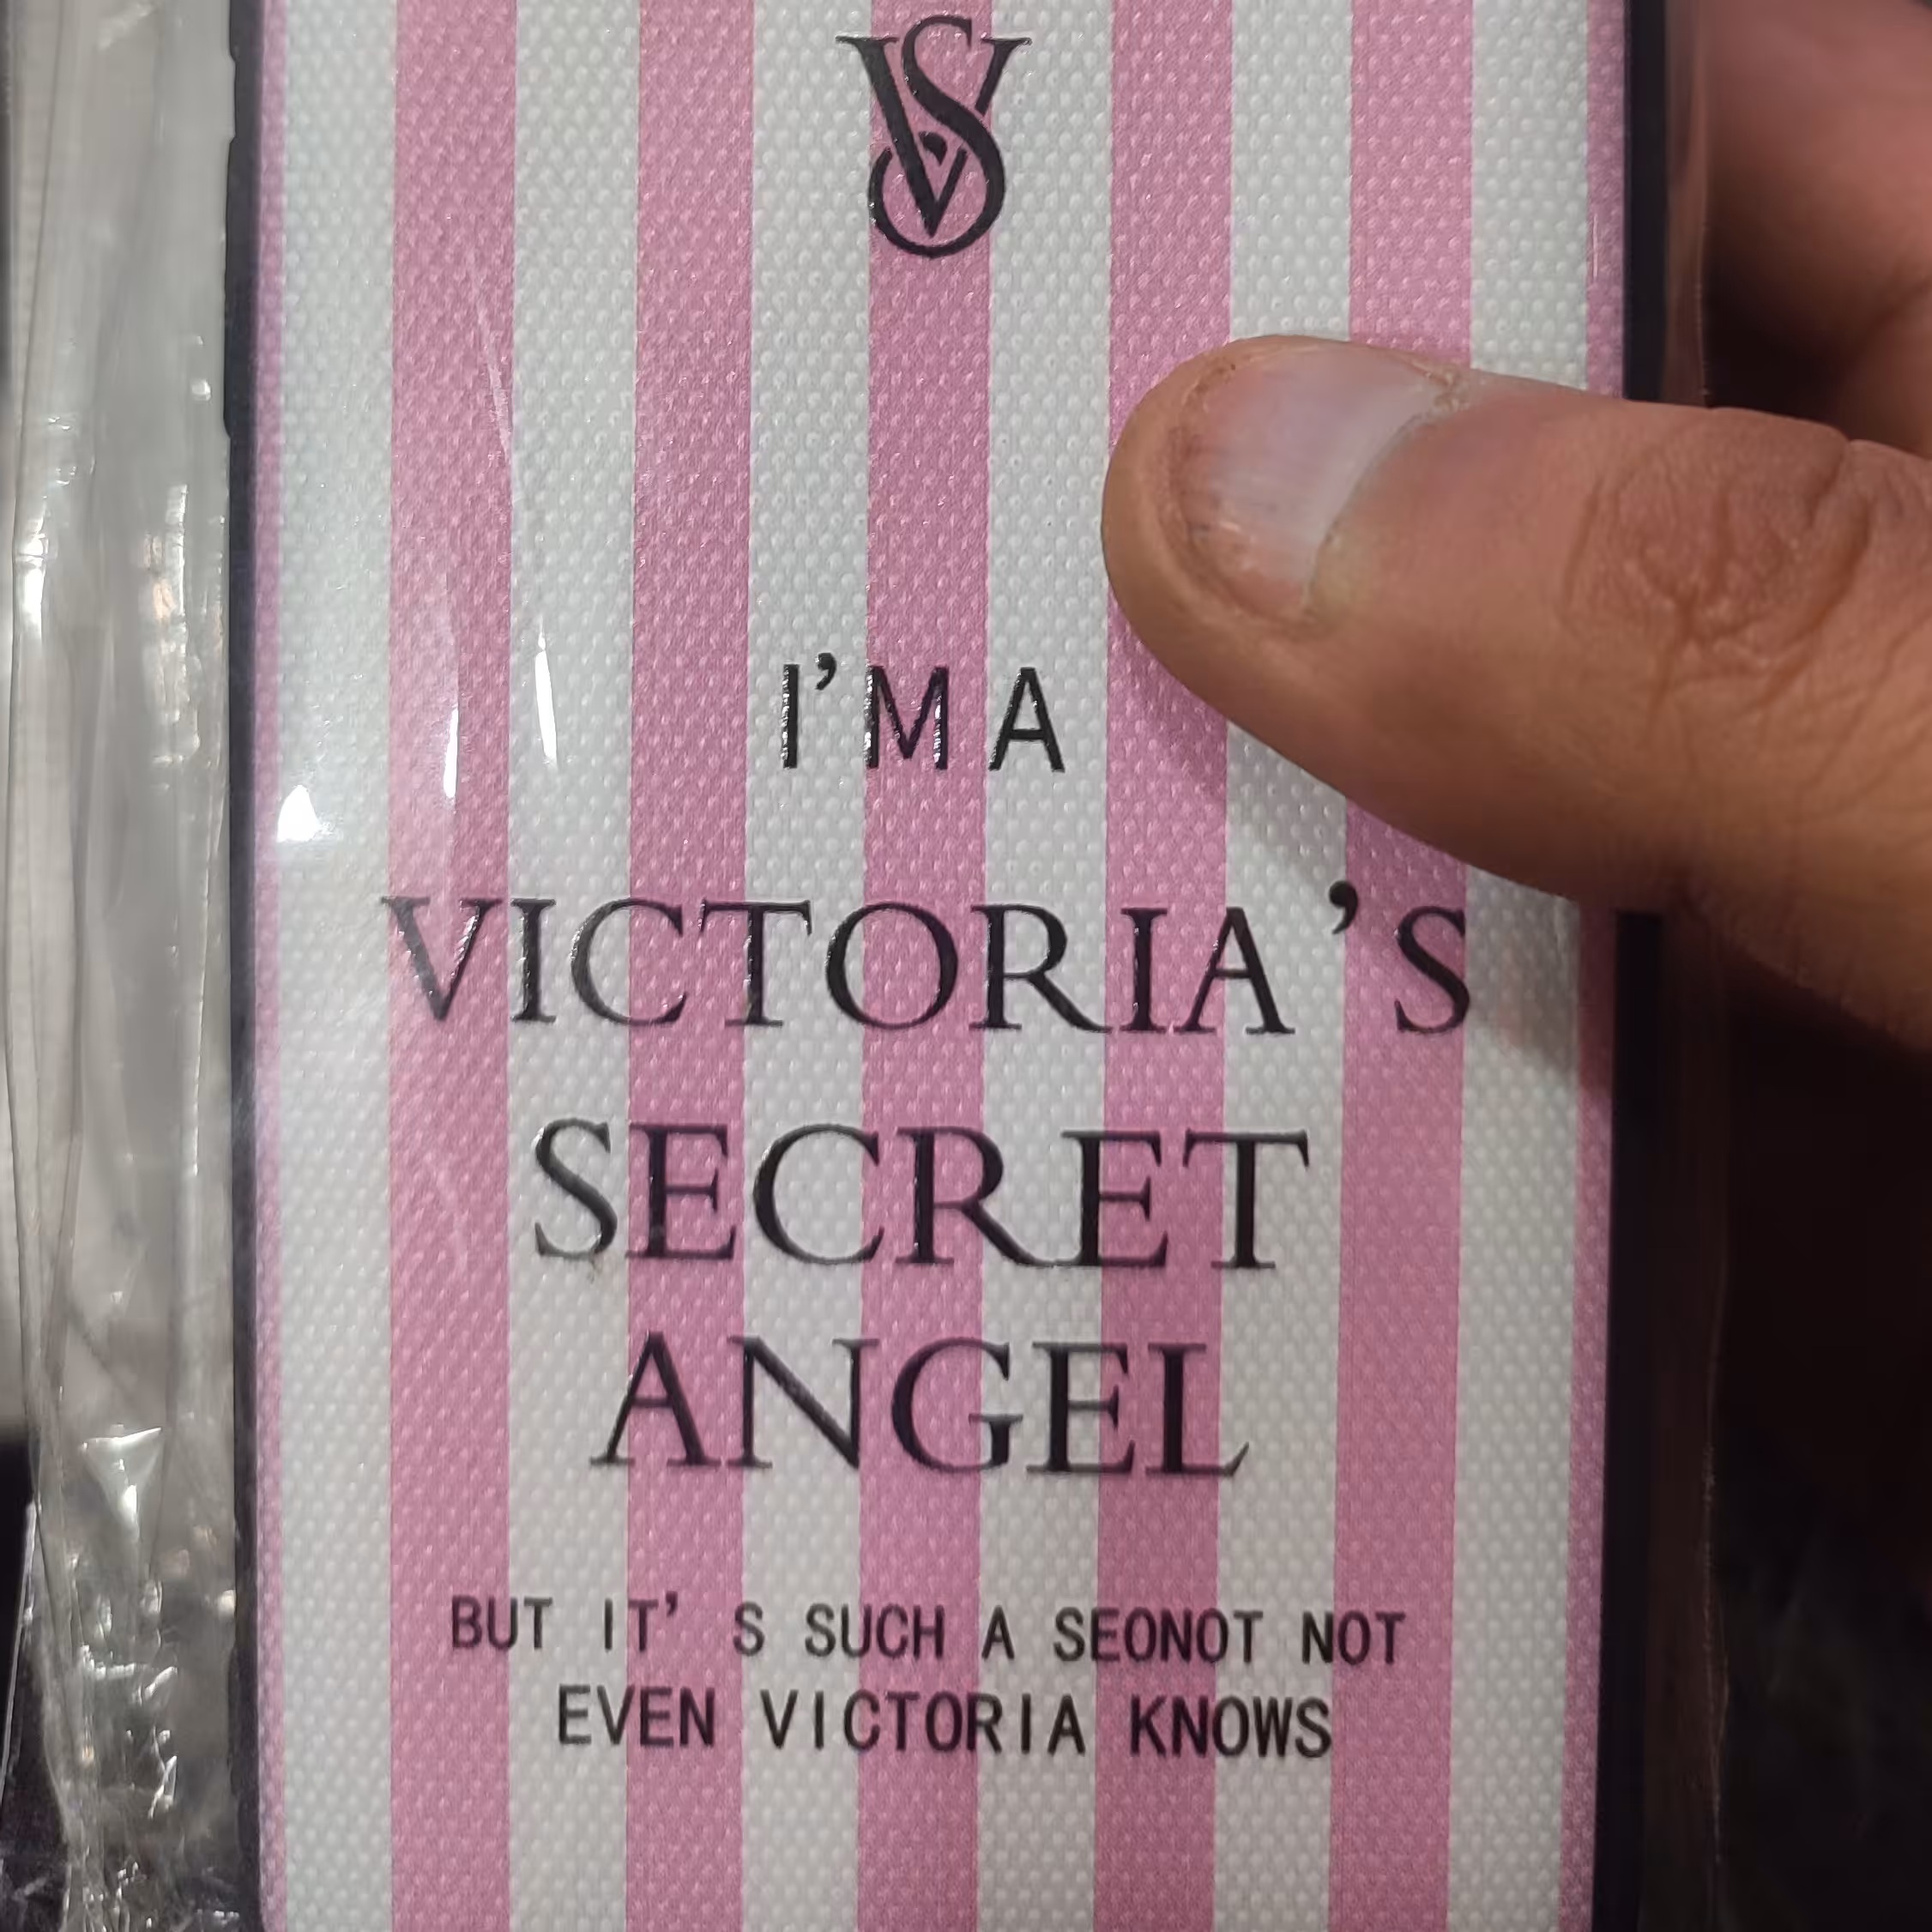 VS
I'M A
VICTORIA'S
SECRET
ANGEL
BUT IT' S SUCH A SEONOT NOT
EVEN VICTORIA KNOWS